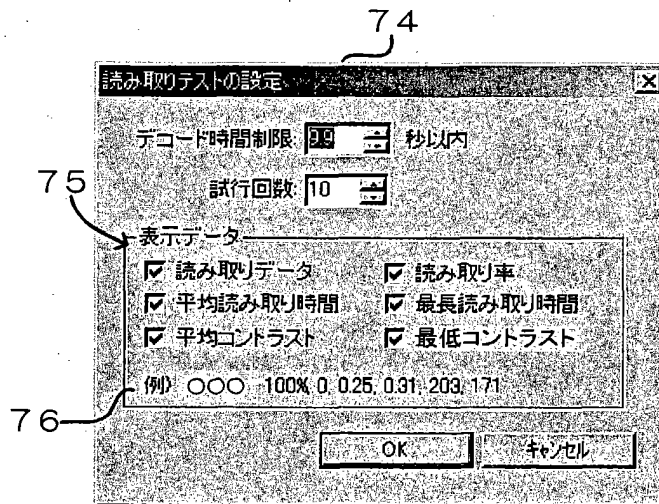 74
読み取りテストの設定
デコード時間制限: 9.9 秒以内
試行回数: 10
75
表示データ
読み取りデータ 読み取り率
平均読み取り時間 最長読み取り時間
平均コントラスト 最低コントラスト
例) ○○○ 100%, 0, 0.25, 0.31, 203, 171
76
OK キャンセル